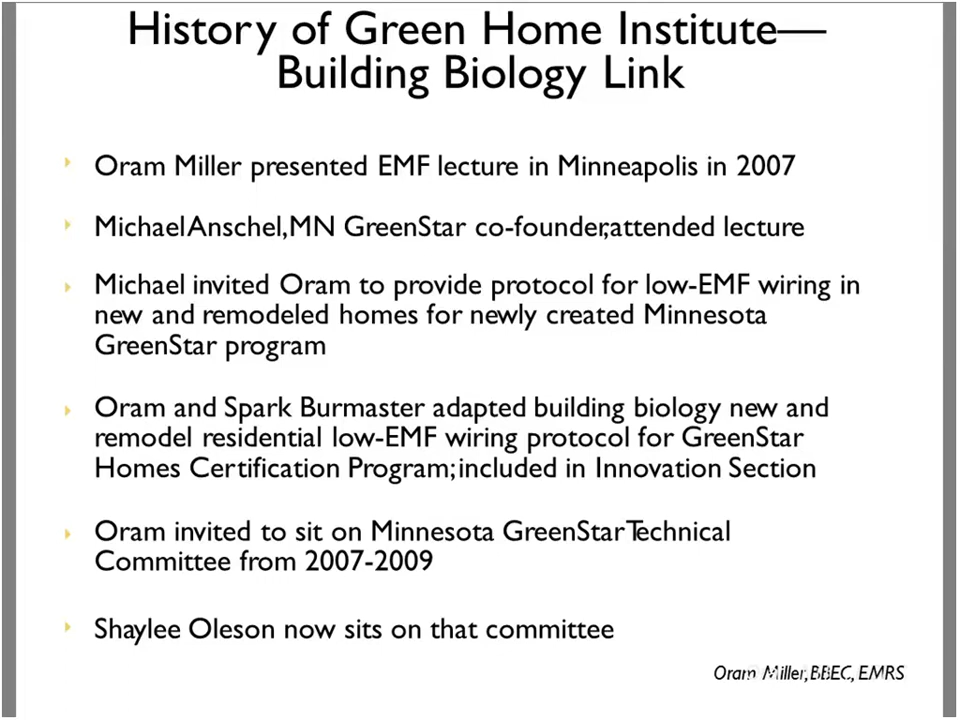 History of Green Home Institute—
Building Biology Link
Oram Miller presented EMF lecture in Minneapolis in 2007
Michael Anschel, MN GreenStar co-founder, attended lecture
Michael invited Oram to provide protocol for low-EMF wiring in
new and remodeled homes for newly created Minnesota
GreenStar program
Oram and Spark Burmaster adapted building biology new and
remodel residential low-EMF wiring protocol for GreenStar
Homes Certification Program; included in Innovation Section
Oram invited to sit on Minnesota GreenStar Technical
Committee from 2007-2009
Shaylee Oleson now sits on that committee
Oram Miller, BBEC, EMRS